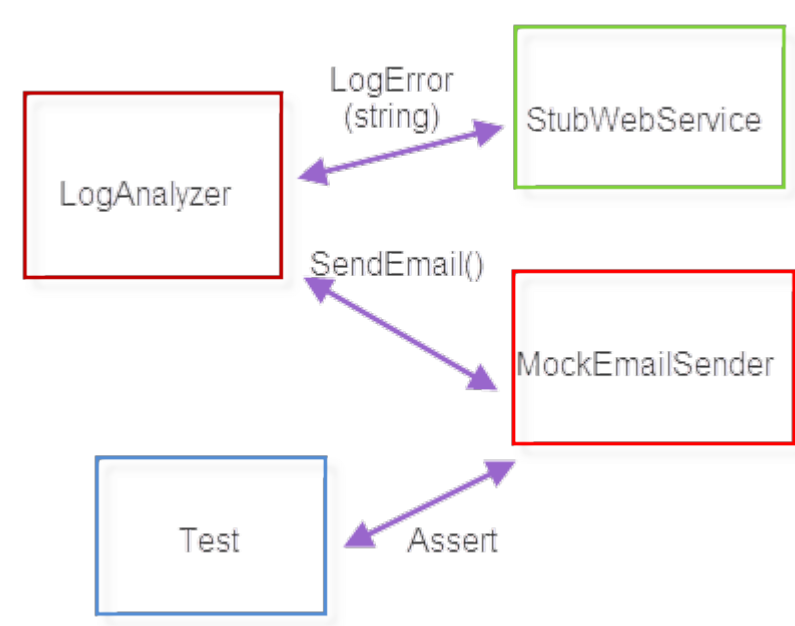 LogError
(string)
StubWebService
LogAnalyzer
SendEmail()
MockEmailSender
Test
Assert